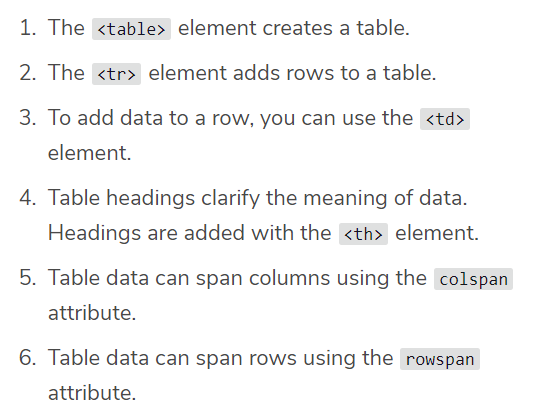 1. The <table> element creates a table.
2. The <tr> element adds rows to a table.
3. To add data to a row, you can use the <td>
element.
4. Table headings clarify the meaning of data.
Headings are added with the <th> element.
5. Table data can span columns using the colspan
attribute.
6. Table data can span rows using the rowspan
attribute.